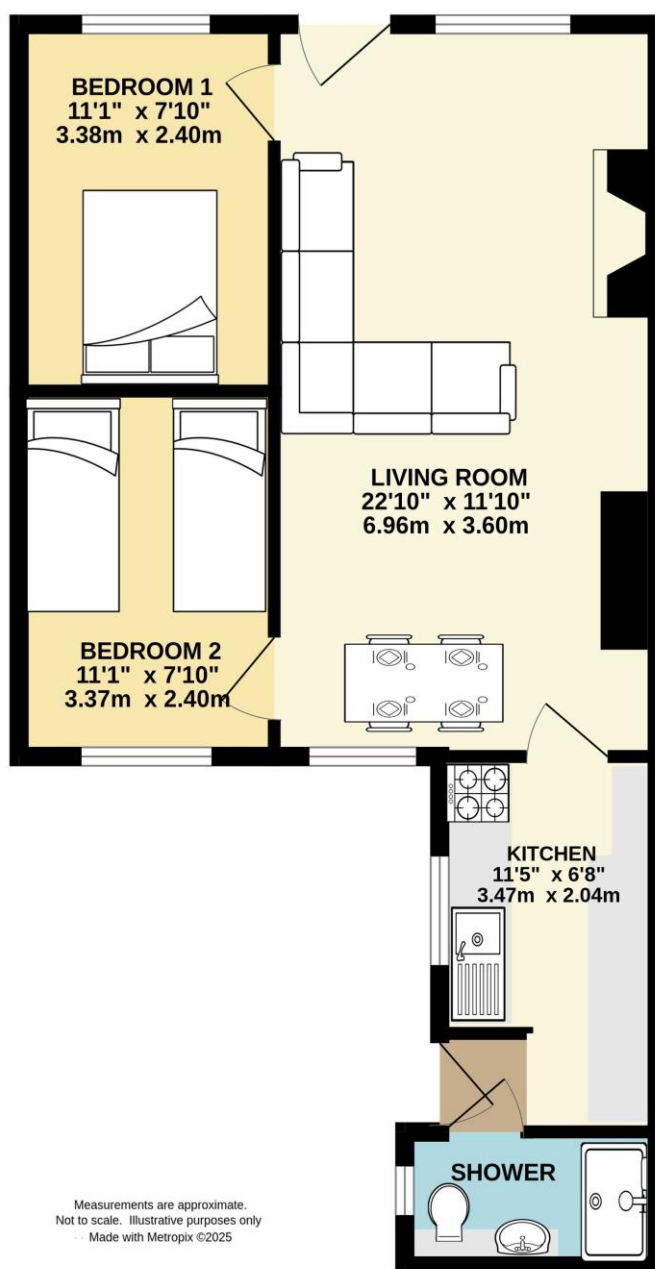 BEDROOM 1
11'1" x 7'10"
3.38m x 2.40m
LIVING ROOM
22'10" x 11'10"
6.96m x 3.60m
BEDROOM 2
11'1" x 7'10"
3.37m x 2.40m
KITCHEN
11'5" x 6'8"
3.47m x 2.04m
SHOWER
Measurements are approximate.
Not to scale. Illustrative purposes only
Made with Metropix ©2025